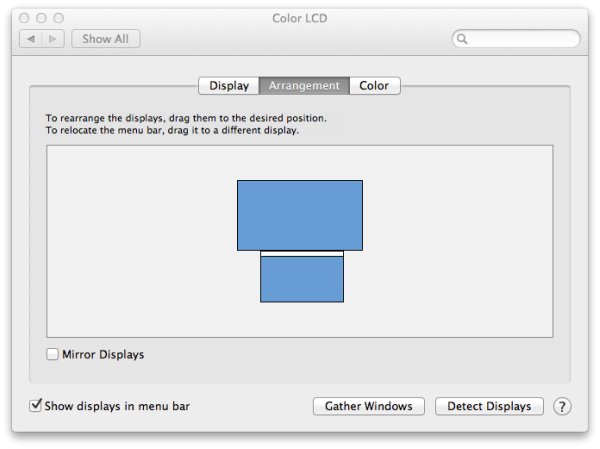 Color LCD
Show All
Display Arrangement Color
To rearrange the displays, drag them to the desired position.
To relocate the menu bar, drag it to a different display.
Mirror Displays
Show displays in menu bar Gather Windows Detect Displays ?